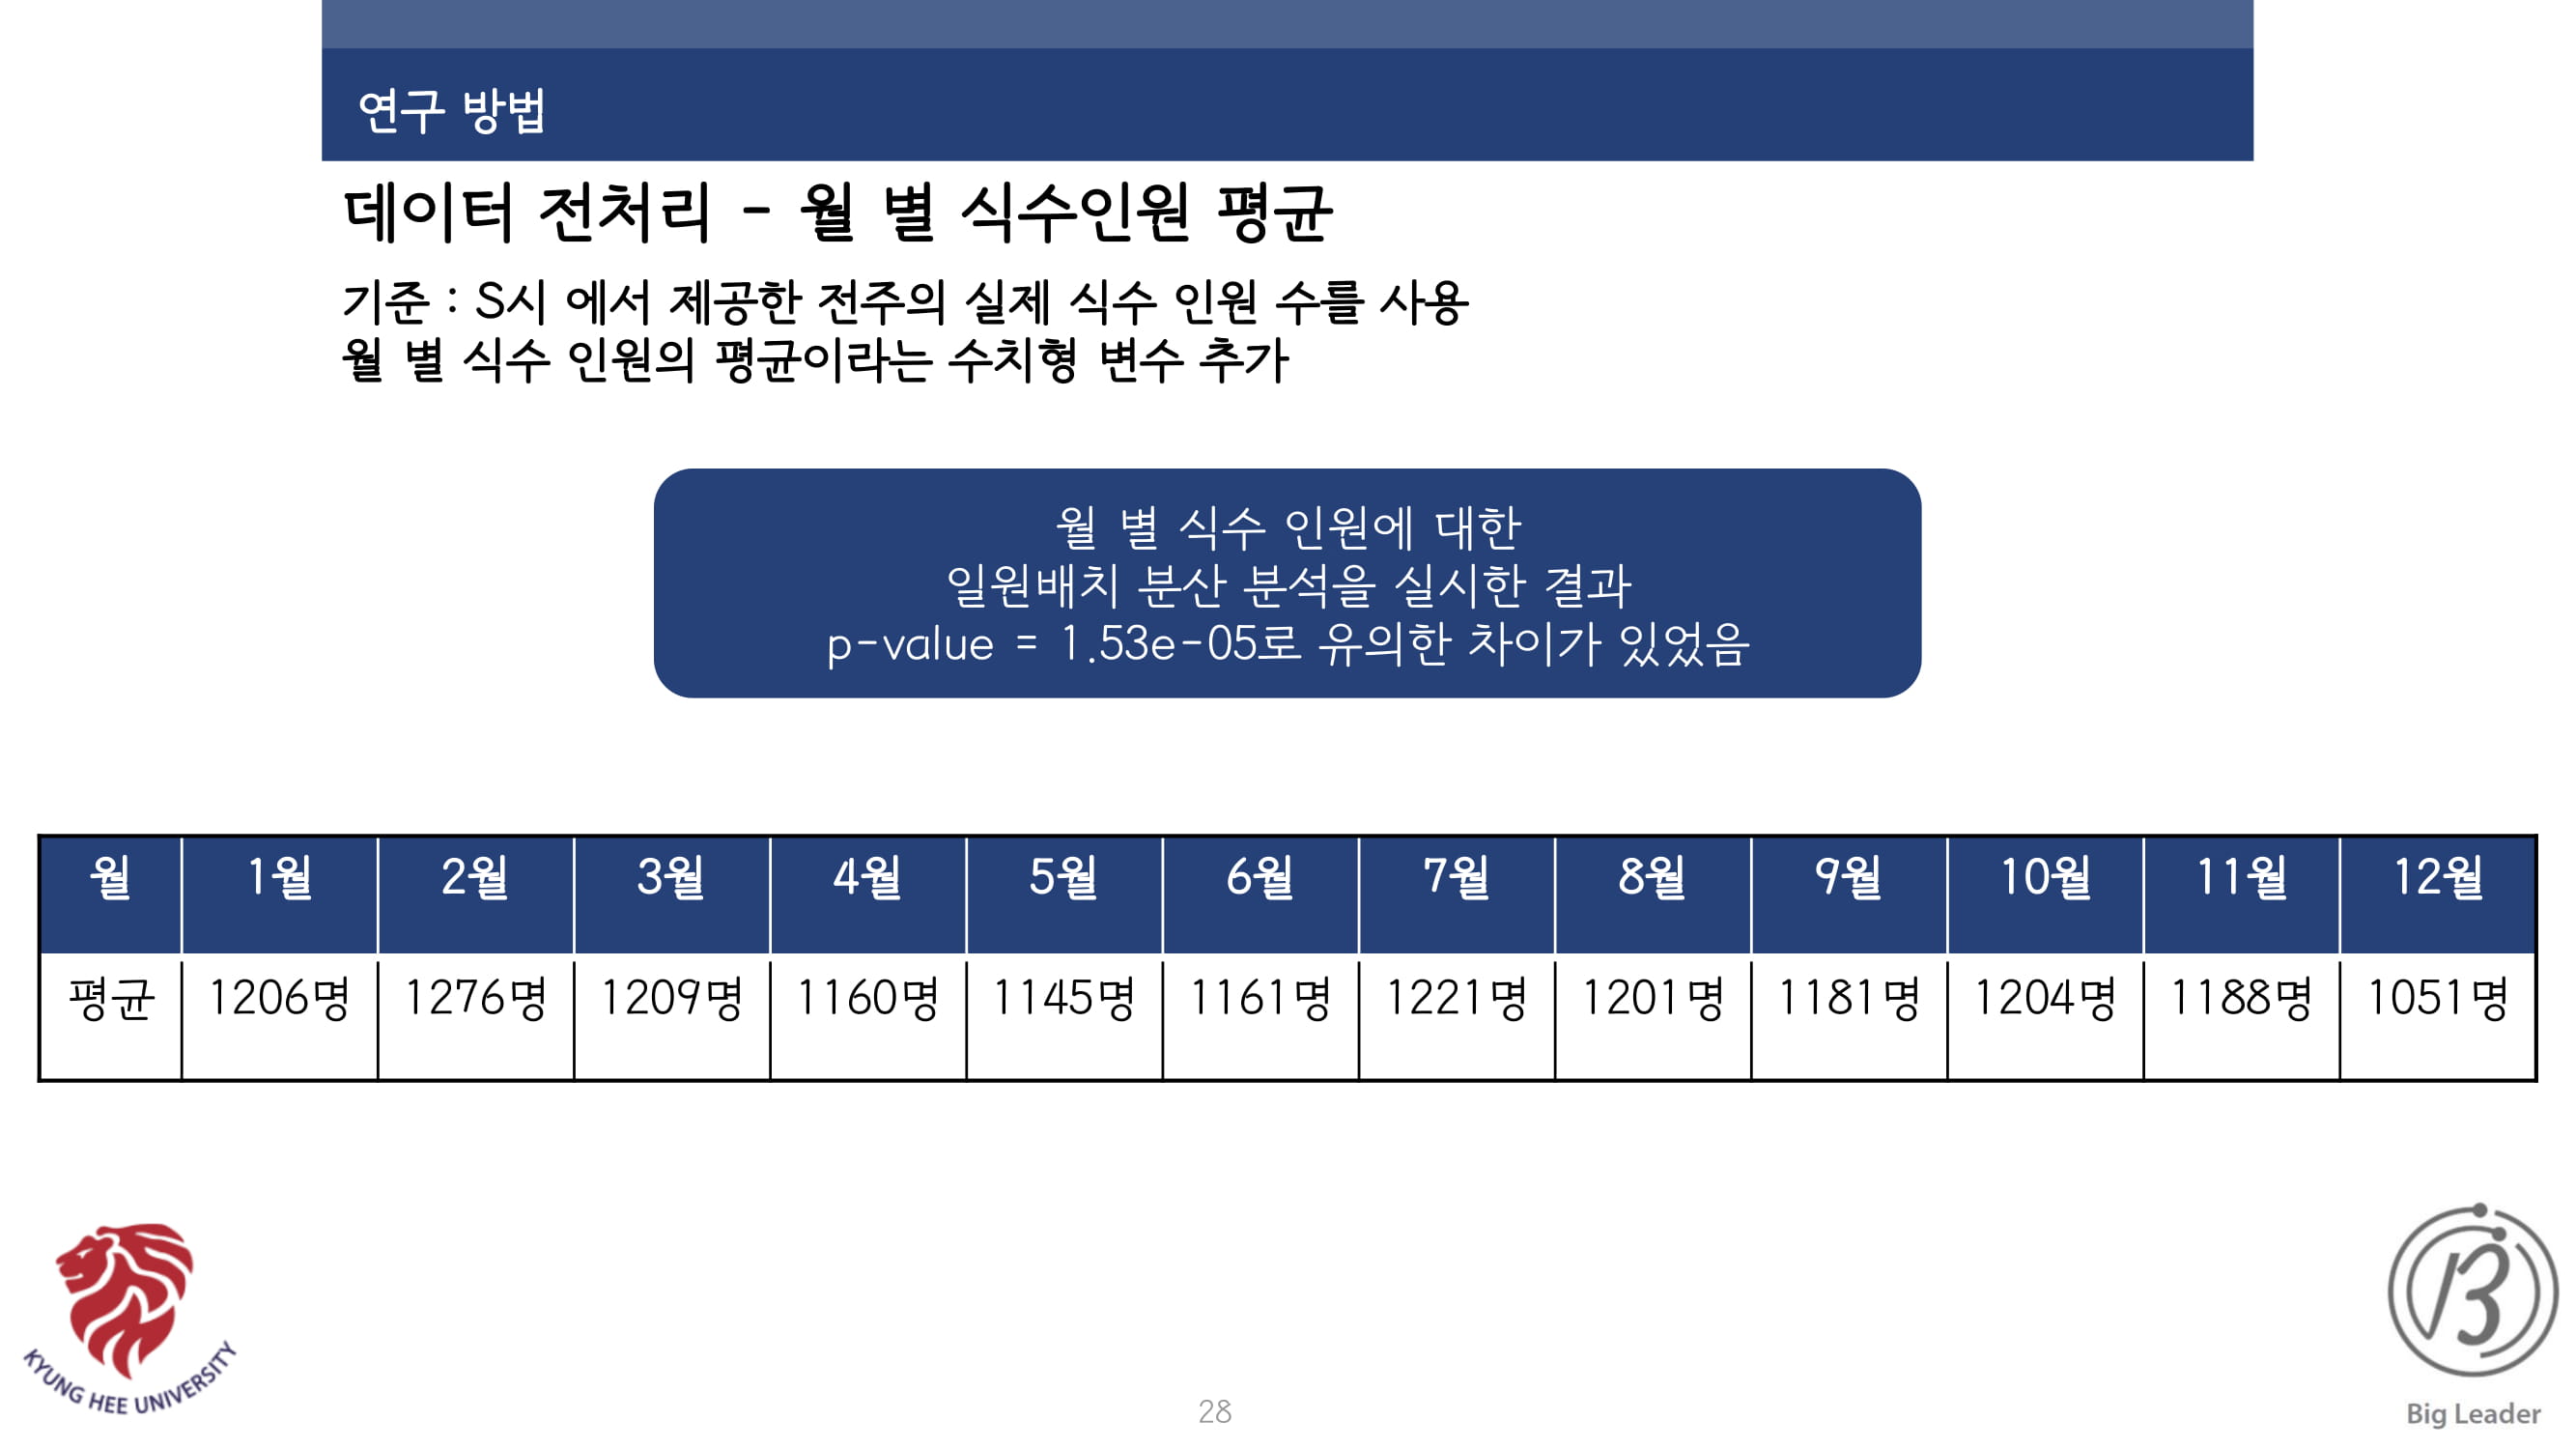 연구 방법
데이터 전처리 - 월 별 식수인원 평균
기준 : S시 에서 제공한 전주의 실제 식수 인원 수를 사용
월 별 식수 인원의 평균이라는 수치형 변수 추가
월 별 식수 인원에 대한
일원배치 분산 분석을 실시한 결과
p-value = 1.53e-05로 유의한 차이가 있었음
월 1월 2월 3월 4월 5월 6월 7월 8월 9월 10월 11월 12월
평균 1206명 1276명 1209명 1160명 1145명 1161명 1221명 1201명 1181명 1204명 1188명 1051명
KYUNG HEE UNIVERSITY
28
Big Leader